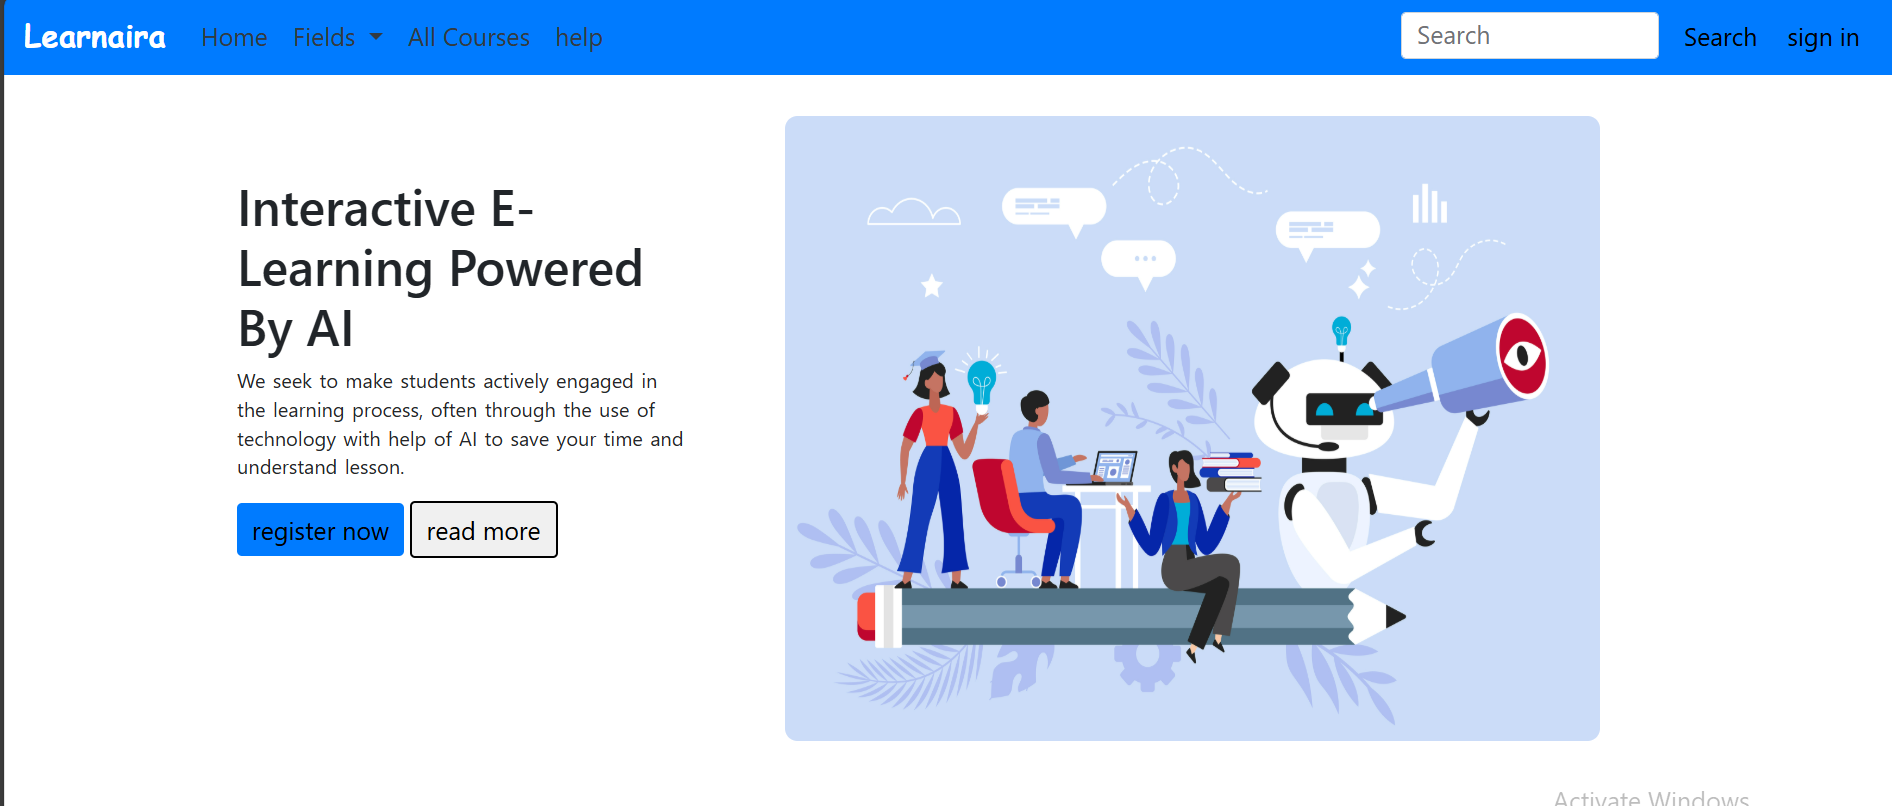 Learnaira Home Fields All Courses help Search Search sign in
Interactive E-
Learning Powered
By AI
We seek to make students actively engaged in
the learning process, often through the use of
technology with help of AI to save your time and
understand lesson.
register now read more
Activate Windows